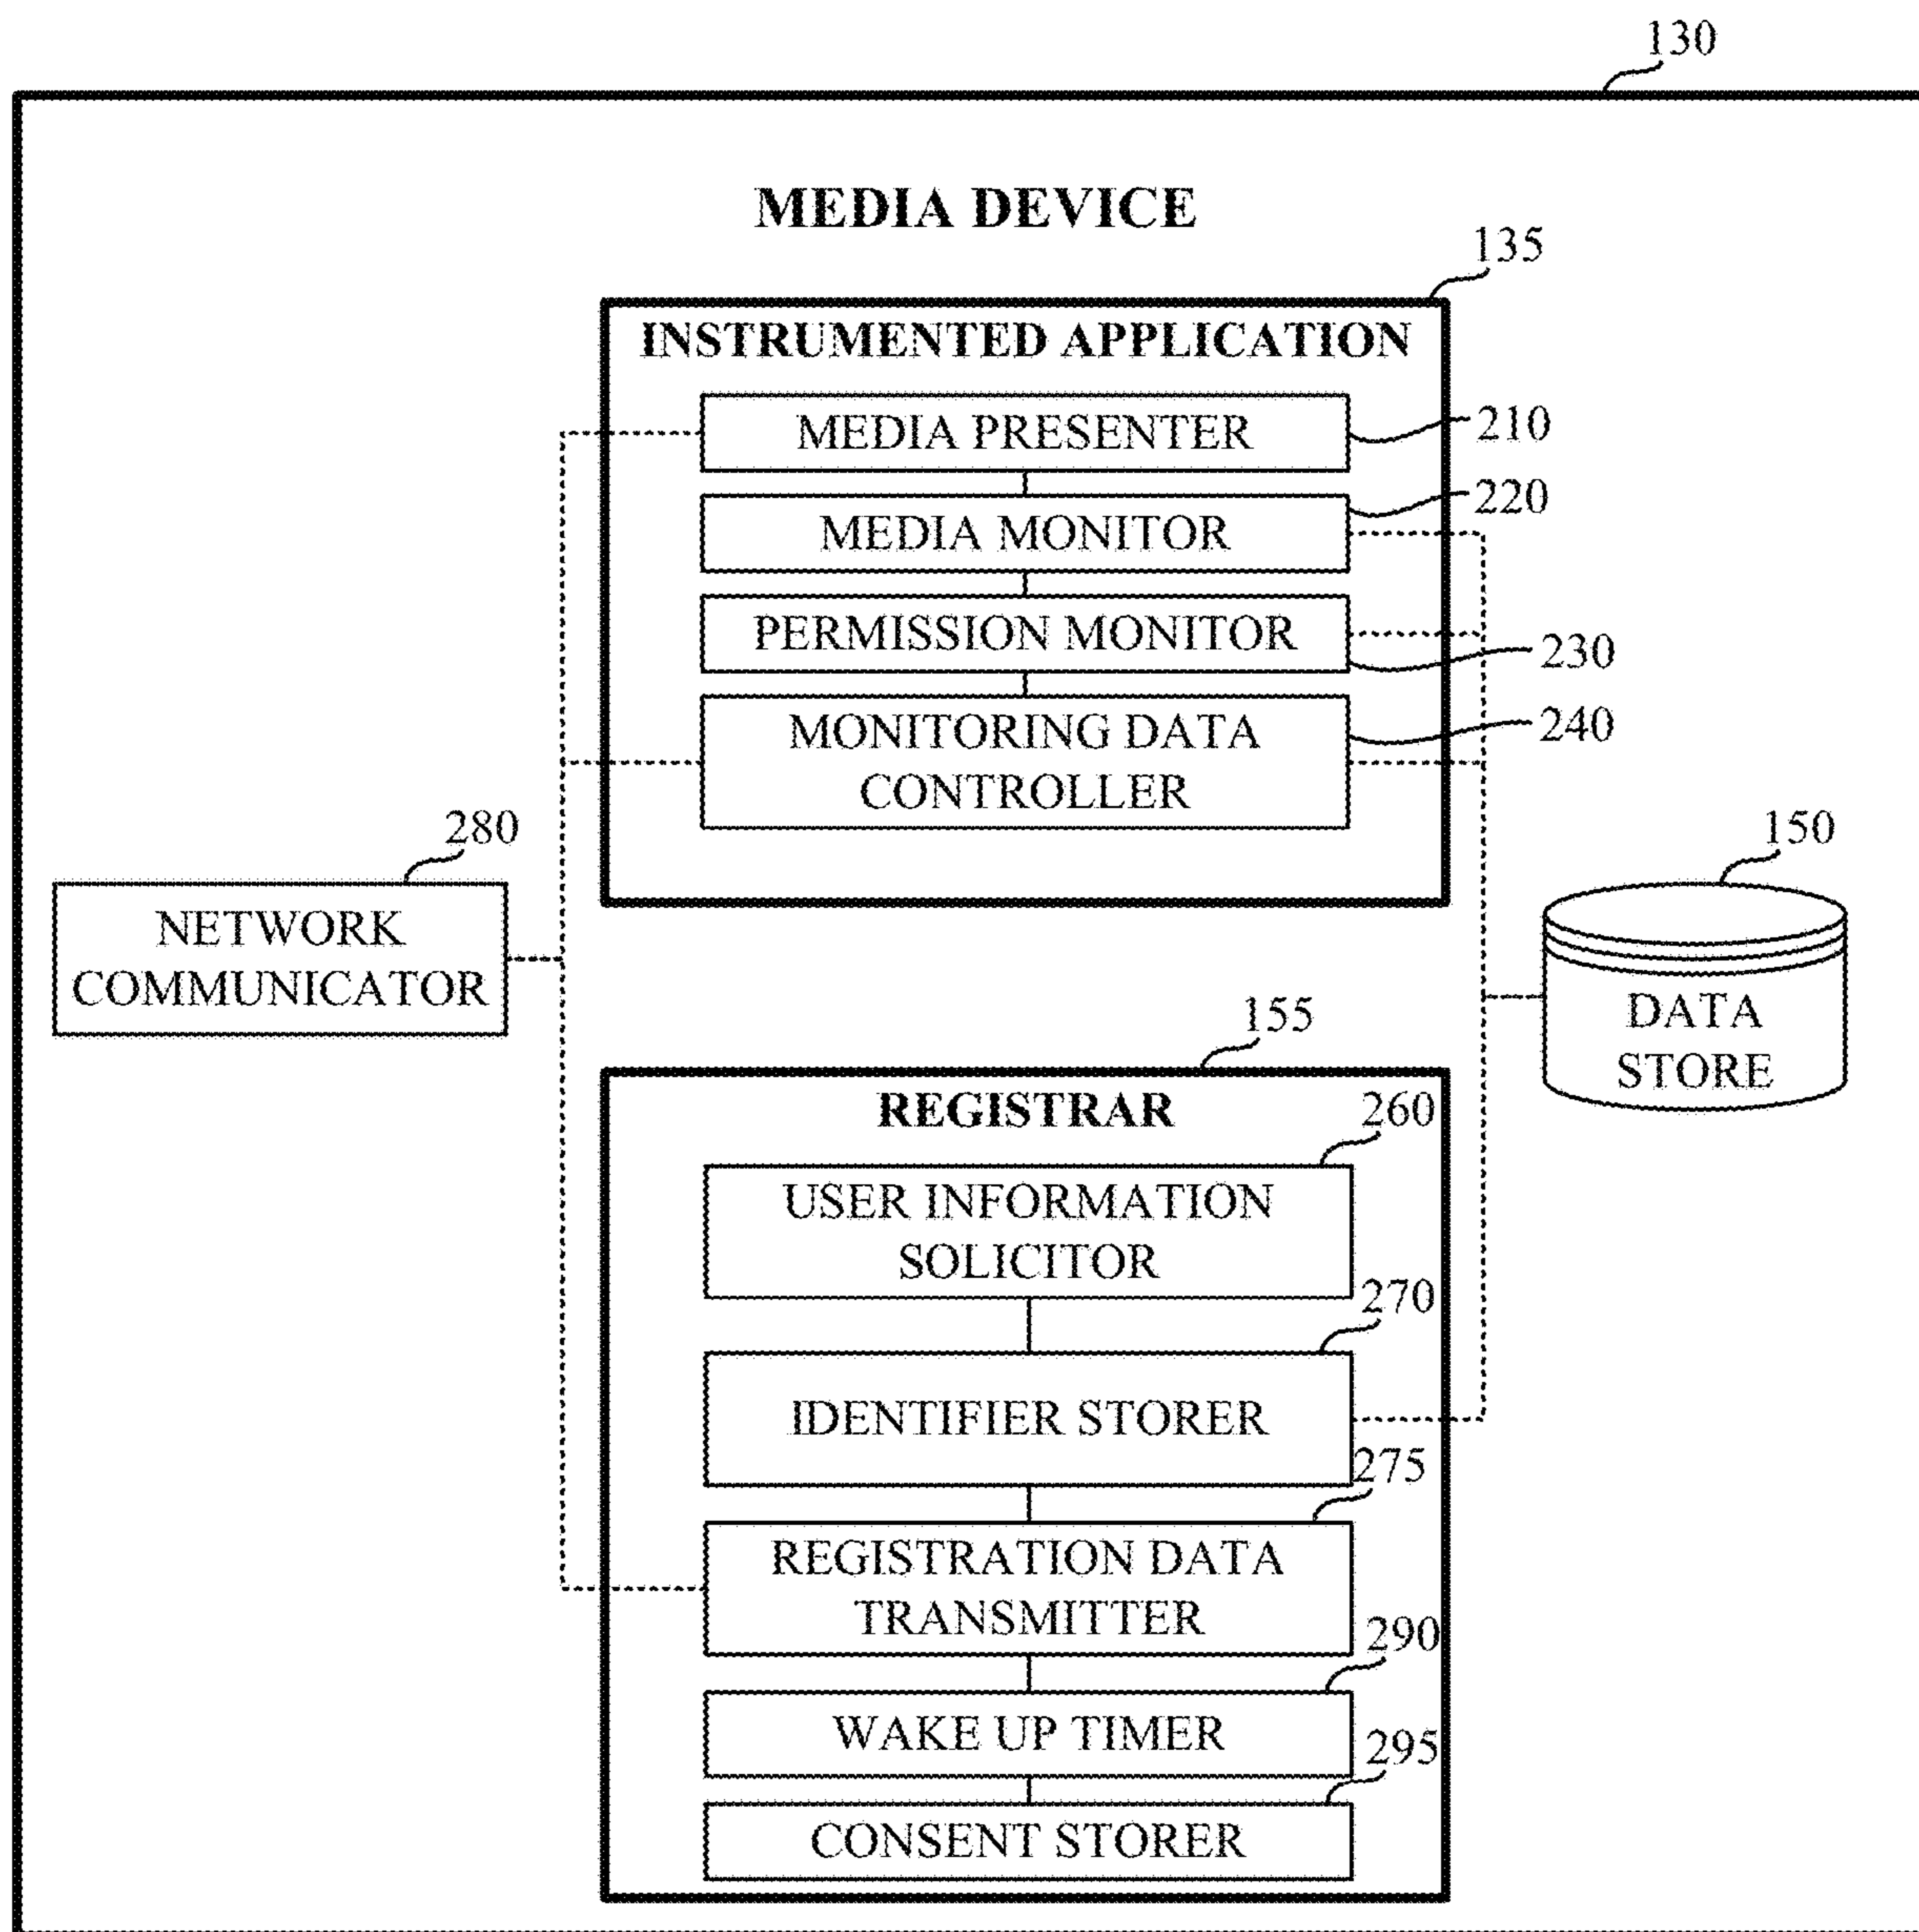 130
MEDIA DEVICE
135
INSTRUMENTED APPLICATION
MEDIA PRESENTER
210
220
MEDIA MONITOR
PERMISSION MONITOR
230
MONITORING DATA
CONTROLLER
240
280
NETWORK
COMMUNICATOR
150
DATA
STORE
155
REGISTRAR
260
USER INFORMATION
SOLICITOR
270
IDENTIFIER STORER
275
REGISTRATION DATA
TRANSMITTER
290
WAKE UP TIMER
295
CONSENT STORER